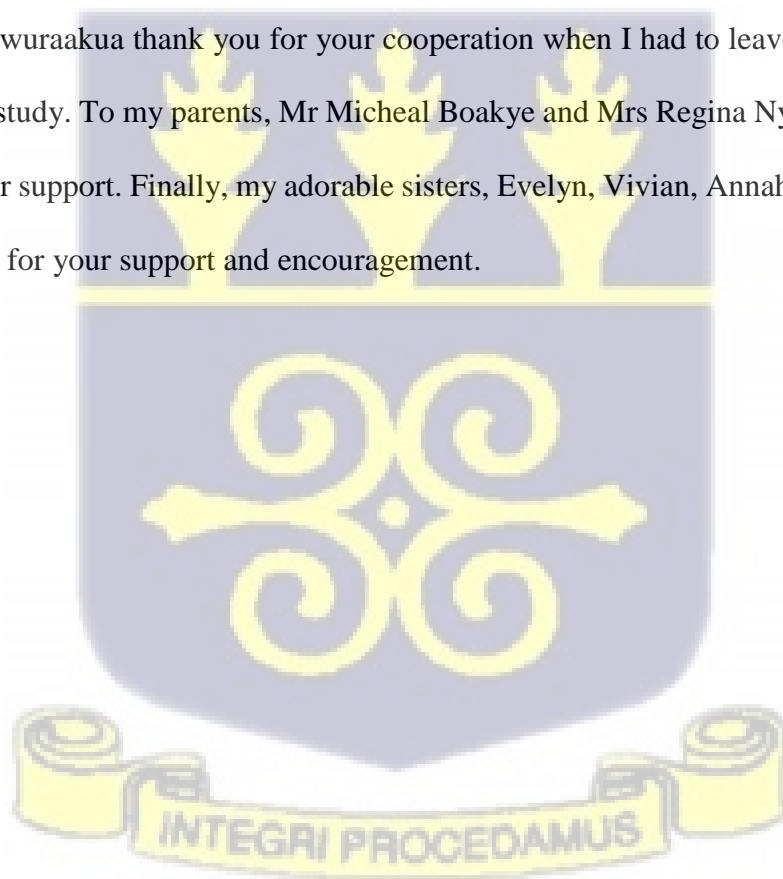 wuraakua thank you for your cooperation when I had to leave
study. To my parents, Mr Micheal Boakye and Mrs Regina Ny
r support. Finally, my adorable sisters, Evelyn, Vivian, Annah
for your support and encouragement.
INTEGRI PROCEDAMUS